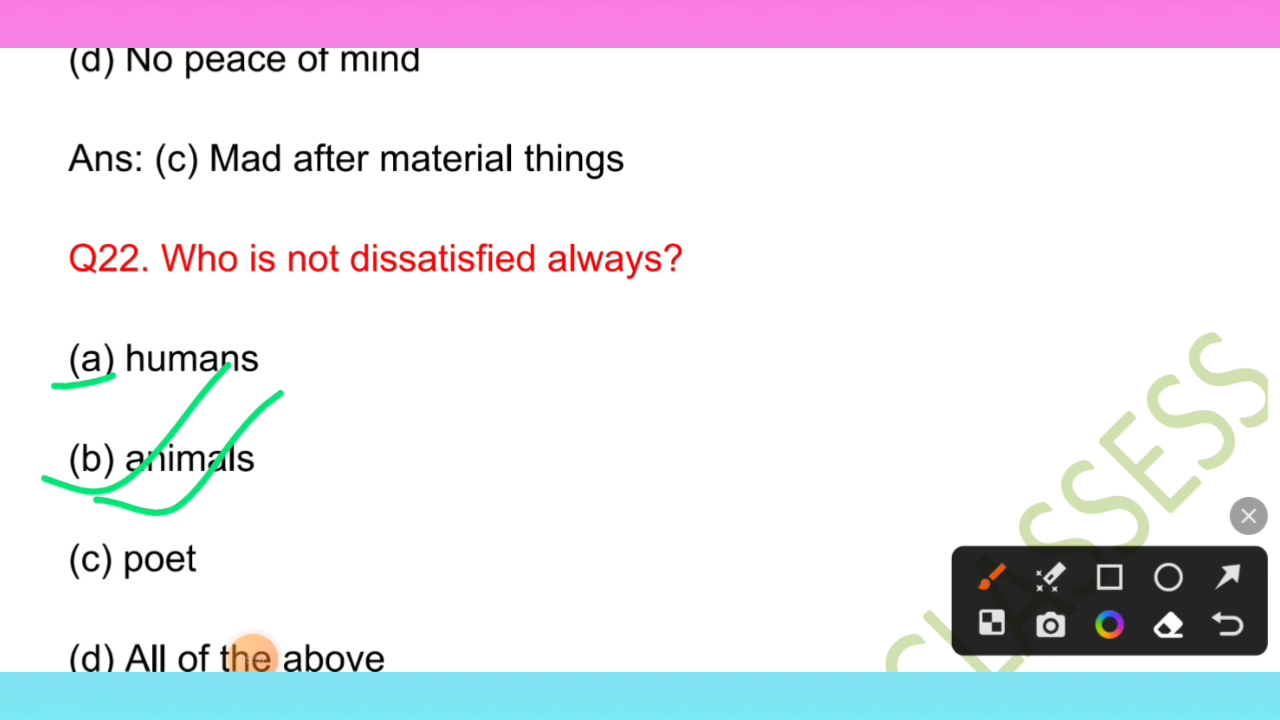 (d) No peace of mind
Ans: (c) Mad after material things
Q22. Who is not dissatisfied always?
(a) humans
(b) animals
(c) poet
(d) All of the above
CLASSESS